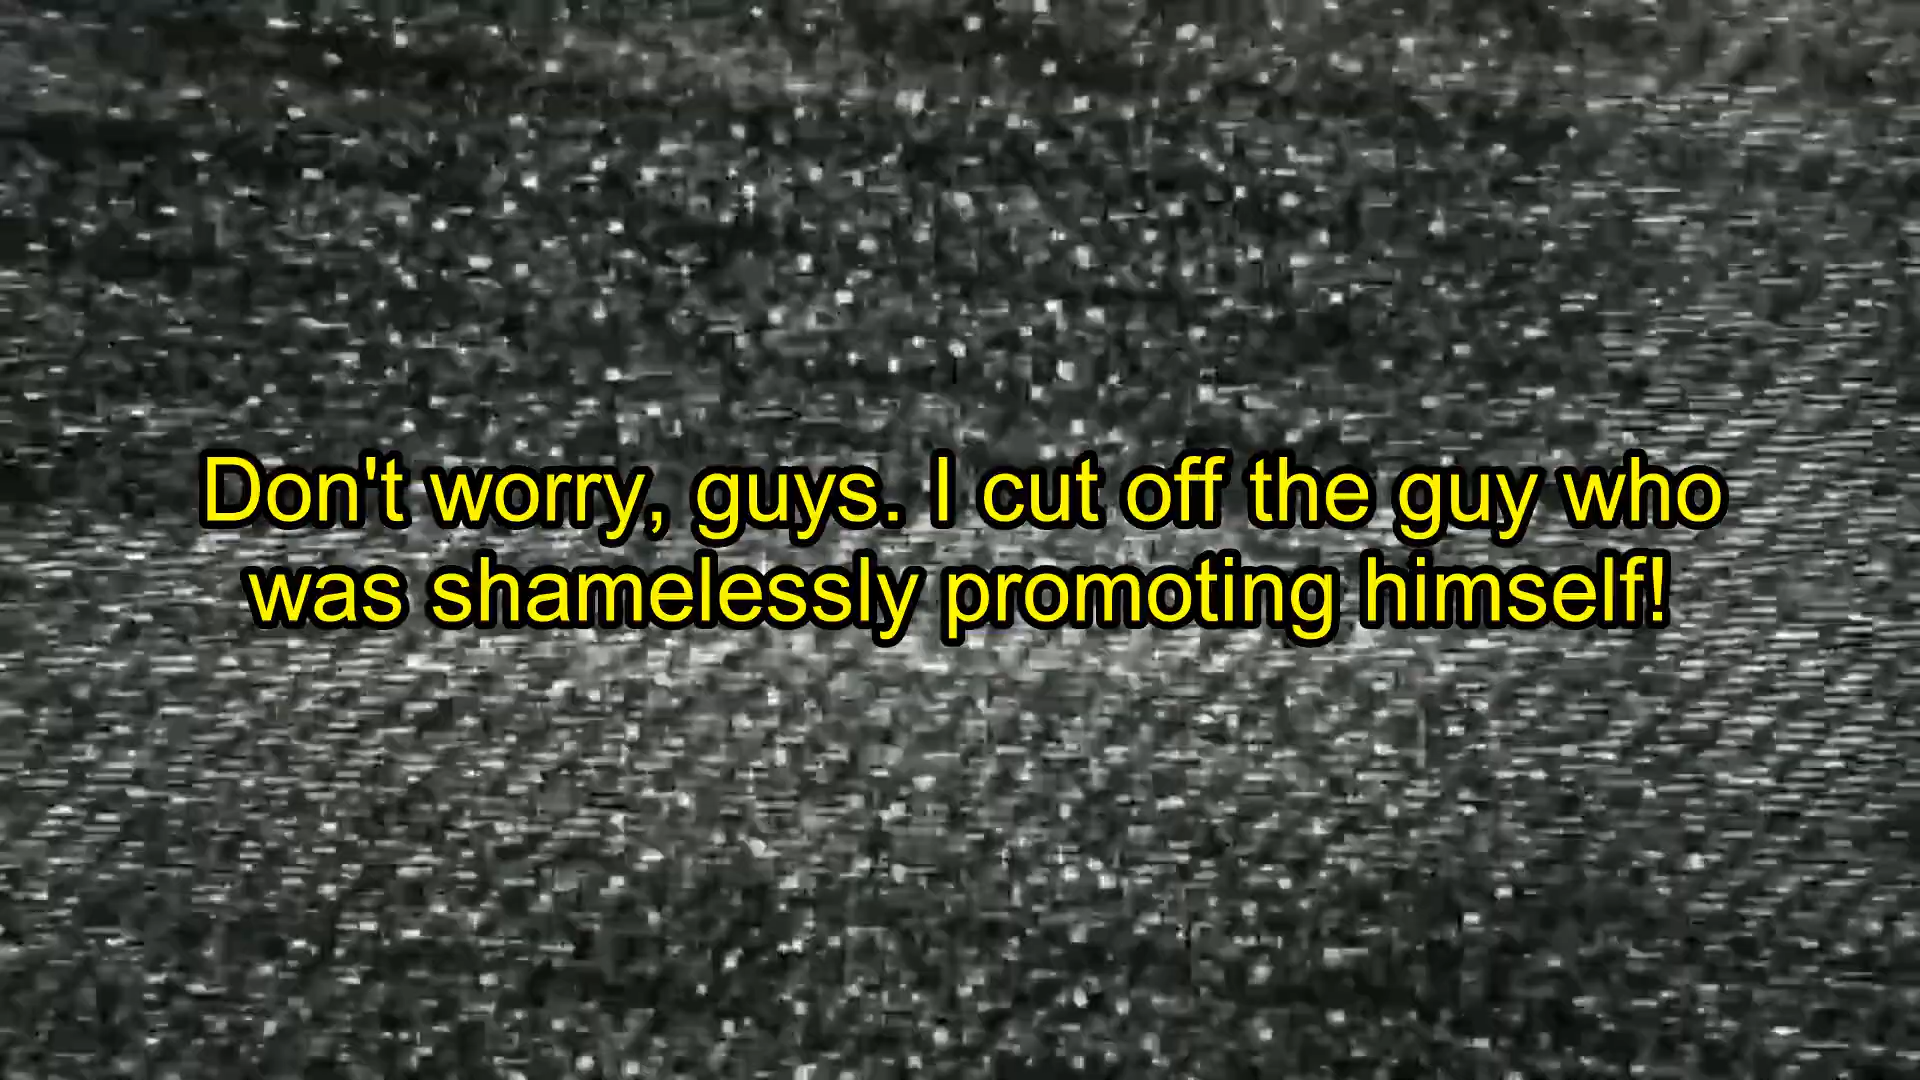 Don't worry, guys. I cut off the guy who
was shamelessly promoting himself!